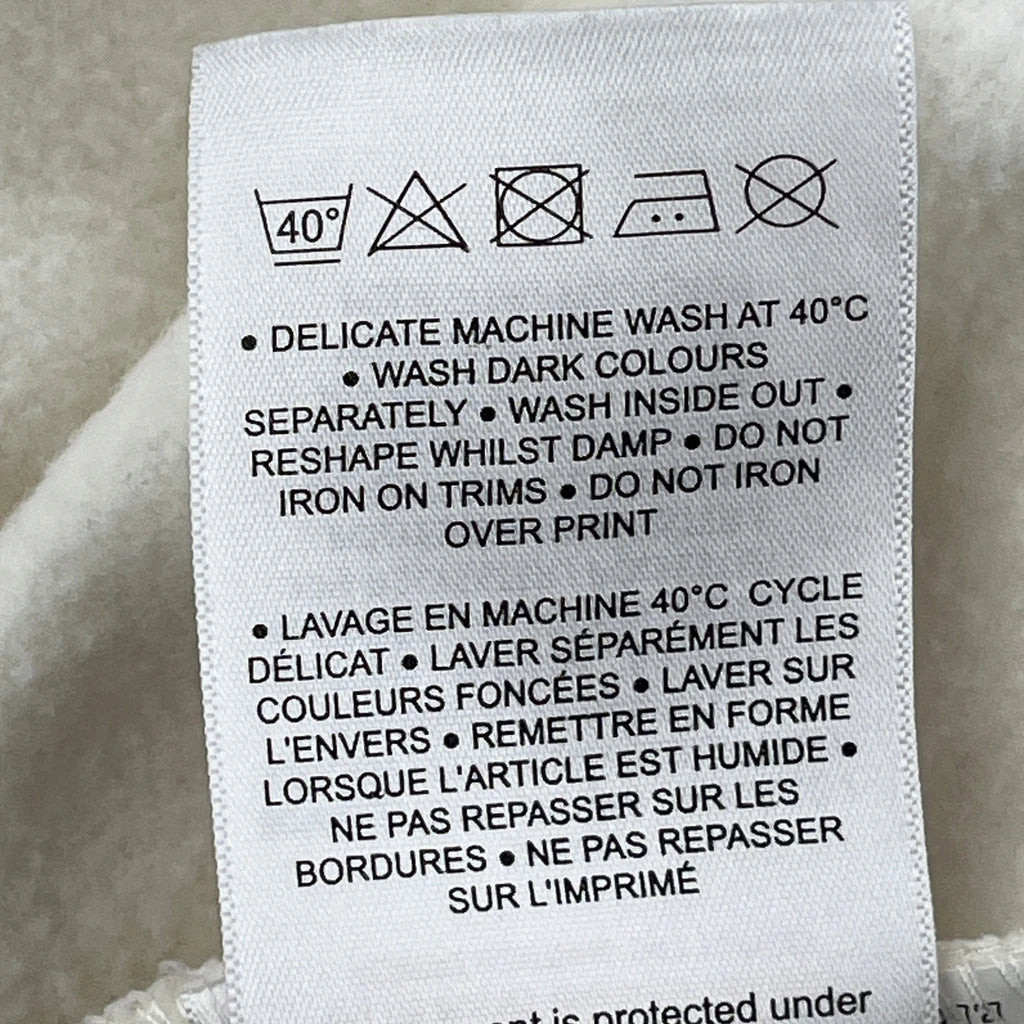 40°
• DELICATE MACHINE WASH AT 40°C
• WASH DARK COLOURS
SEPARATELY • WASH INSIDE OUT •
RESHAPE WHILST DAMP • DO NOT
IRON ON TRIMS • DO NOT IRON
OVER PRINT
• LAVAGE EN MACHINE 40°C CYCLE
DÉLICAT • LAVER SÉPARÉMENT LES
COULEURS FONCÉES • LAVER SUR
L'ENVERS • REMETTRE EN FORME
LORSQUE L'ARTICLE EST HUMIDE •
NE PAS REPASSER SUR LES
BORDURES • NE PAS REPASSER
SUR L'IMPRIMÉ
is protected under